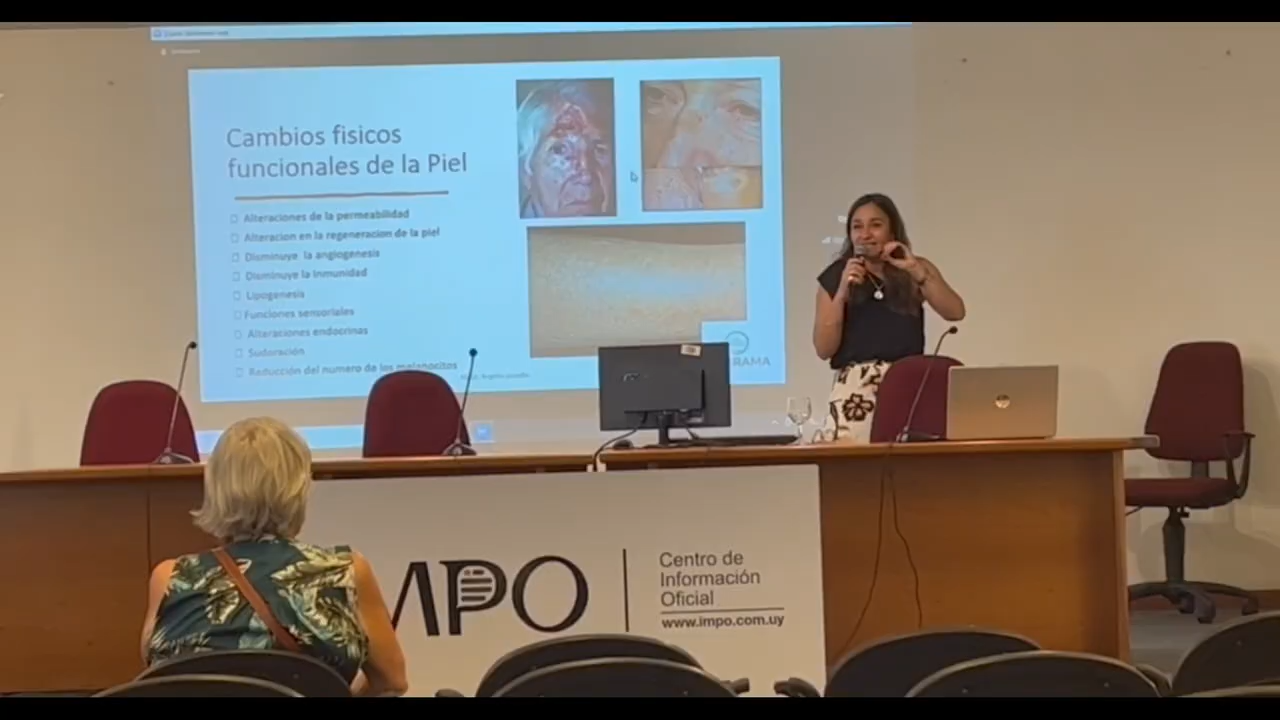 Cambios fisicos
funcionales de la Piel
Alteraciones de la permeabilidad
Alteracion en la regeneracion de la piel
Disminuye la angiogenesis
Disminuye la inmunidad
Lipogenesis
Funciones sensoriales
Alteraciones endocrinas
Sudoración
Reducción del numero de los melanocitos
RAMA
IMPO
Centro de
Información
Oficial
www.impo.com.uy